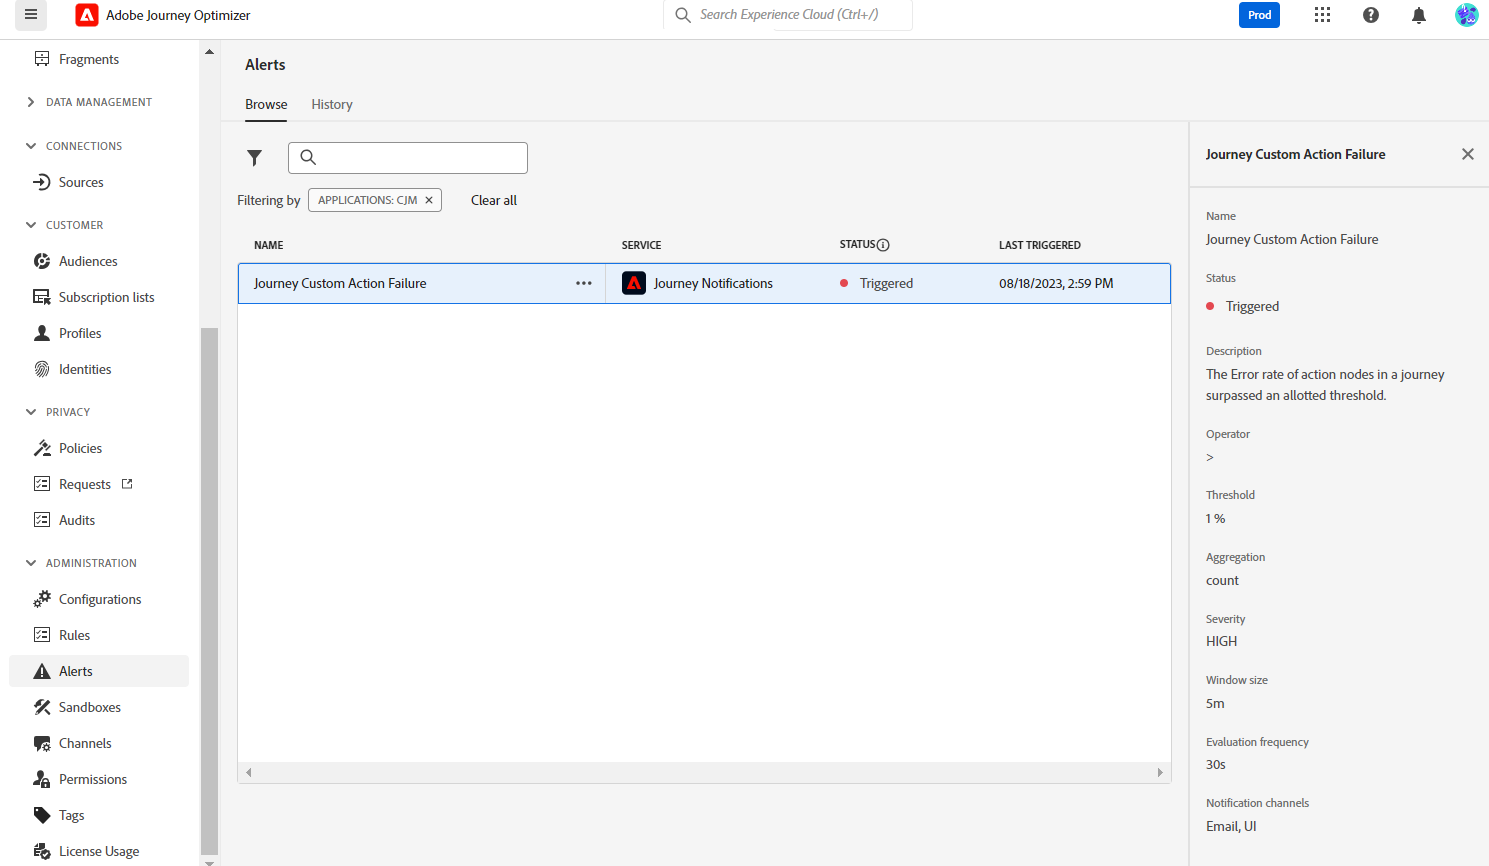 Adobe Journey Optimizer
Search Experience Cloud (Ctrl+/)
Prod
Fragments
DATA MANAGEMENT
CONNECTIONS
Sources
CUSTOMER
Audiences
Subscription lists
Profiles
Identities
PRIVACY
Policies
Requests
Audits
ADMINISTRATION
Configurations
Rules
Alerts
Sandboxes
Channels
Permissions
Tags
License Usage
Alerts
Browse History
Filtering by APPLICATIONS: CJM Clear all
NAME SERVICE STATUS LAST TRIGGERED
Journey Custom Action Failure ••• Journey Notifications Triggered 08/18/2023, 2:59 PM
Journey Custom Action Failure
Name
Journey Custom Action Failure
Status
Triggered
Description
The Error rate of action nodes in a journey
surpassed an allotted threshold.
Operator
>
Threshold
1 %
Aggregation
count
Severity
HIGH
Window size
5m
Evaluation frequency
30s
Notification channels
Email, UI